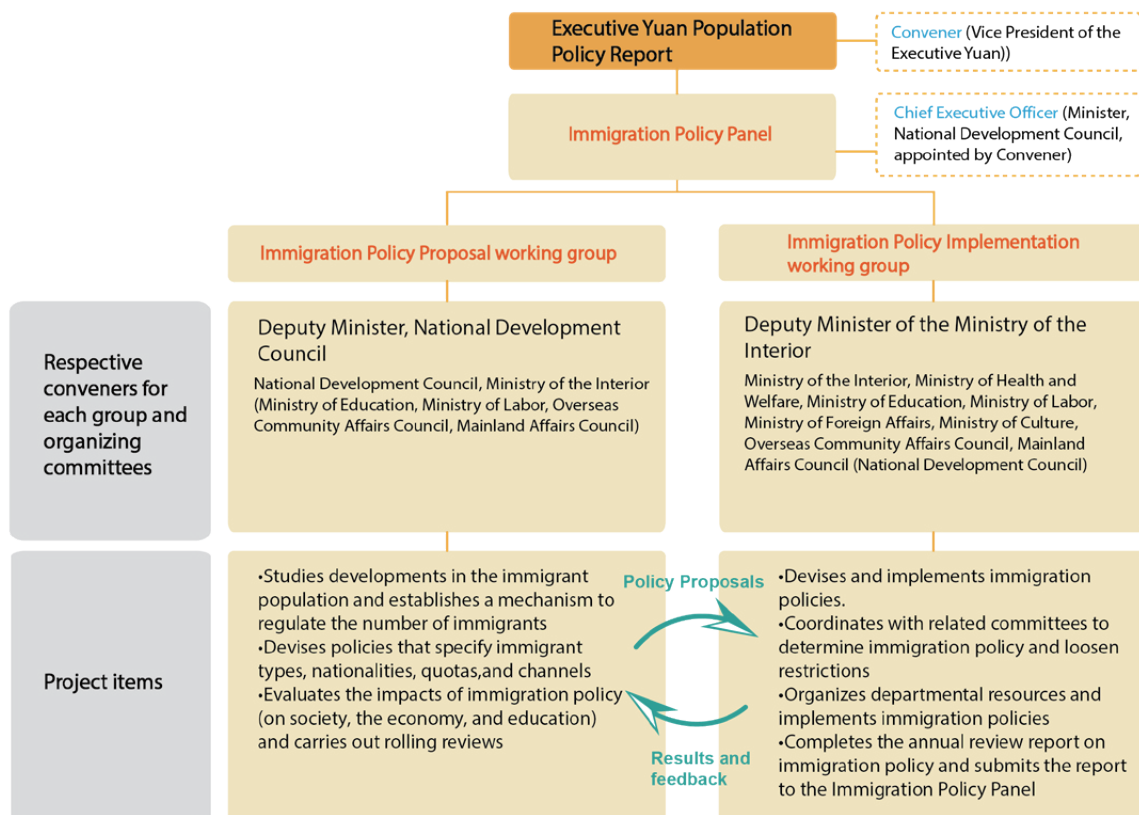 Executive Yuan Population
Policy Report
Convener (Vice President of the
Executive Yuan))
Immigration Policy Panel
Chief Executive Officer (Minister,
National Development Council,
appointed by Convener)
Immigration Policy Proposal working group
Immigration Policy Implementation
working group
Respective
conveners for
each group and
organizing
committees
Deputy Minister, National Development
Council
National Development Council, Ministry of the Interior
(Ministry of Education, Ministry of Labor, Overseas
Community Affairs Council, Mainland Affairs Council)
Deputy Minister of the Ministry of the
Interior
Ministry of the Interior, Ministry of Health and
Welfare, Ministry of Education, Ministry of Labor,
Ministry of Foreign Affairs, Ministry of Culture,
Overseas Community Affairs Council, Mainland
Affairs Council (National Development Council)
Project items
•Studies developments in the immigrant
population and establishes a mechanism to
regulate the number of immigrants
•Devises policies that specify immigrant
types, nationalities, quotas,and channels
•Evaluates the impacts of immigration policy
(on society, the economy, and education)
and carries out rolling reviews
Policy Proposals
Results and
feedback
•Devises and implements immigration
policies.
•Coordinates with related committees to
determine immigration policy and loosen
restrictions
•Organizes departmental resources and
implements immigration policies
•Completes the annual review report on
immigration policy and submits the report
to the Immigration Policy Panel